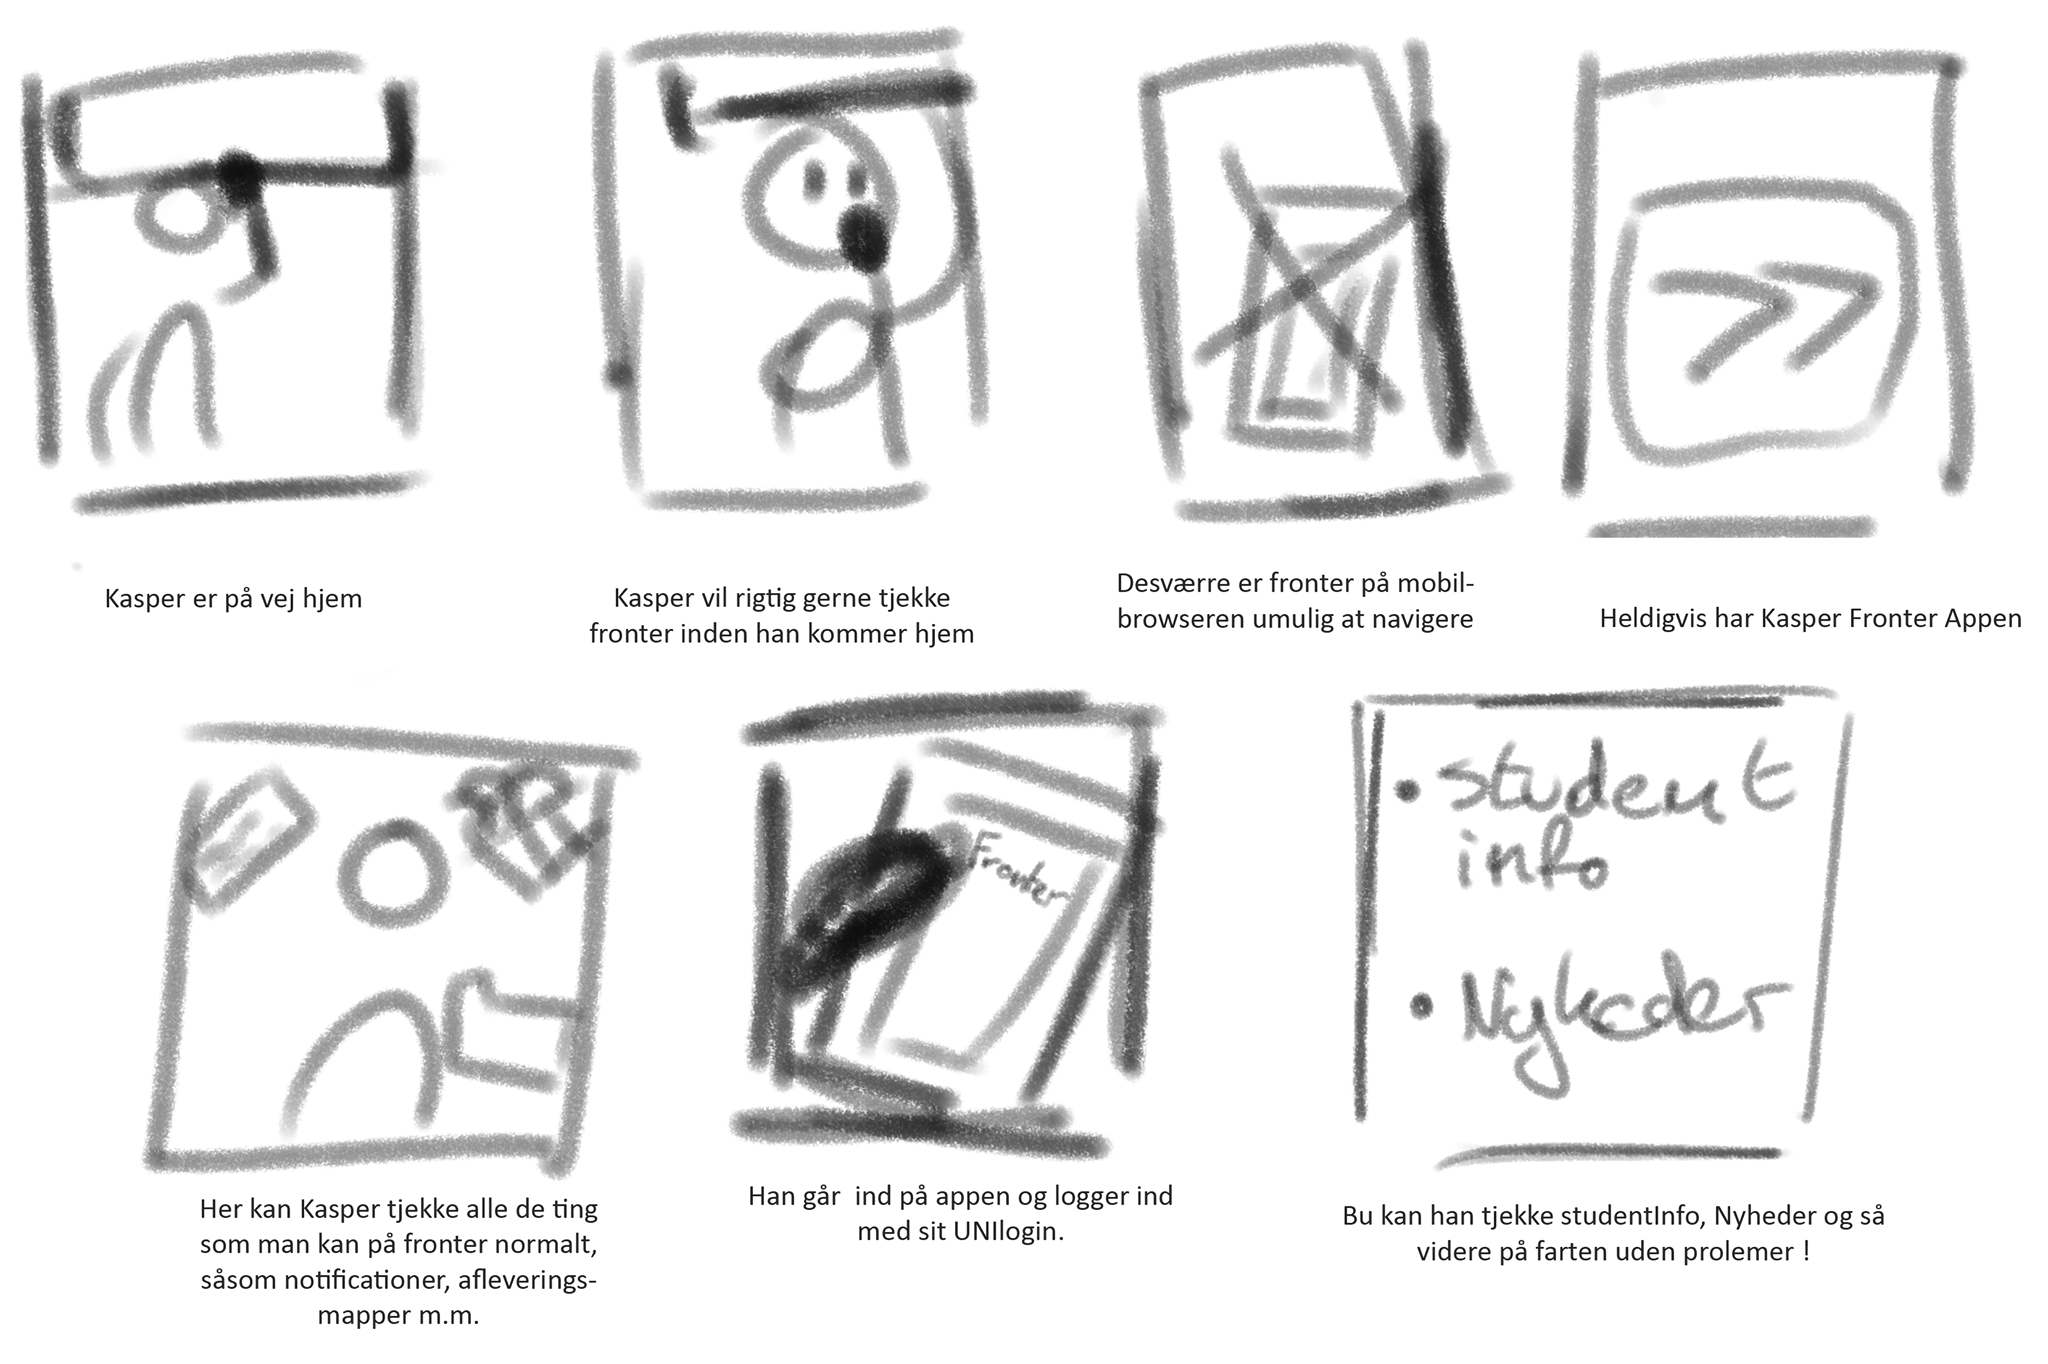 Kasper er på vej hjem
Kasper vil rigtig gerne tjekke
fronter inden han kommer hjem
Desværre er fronter på mobil-
browseren umulig at navigere
Heldigvis har Kasper Fronter Appen
Her kan Kasper tjekke alle de ting
som man kan på fronter normalt,
såsom notificationer, afleverings-
mapper m.m.
Fronter
Han går  ind på appen og logger ind
med sit UNIlogin.
• student
info
• Nyheder
Bu kan han tjekke studentInfo, Nyheder og så
videre på farten uden prolemer !